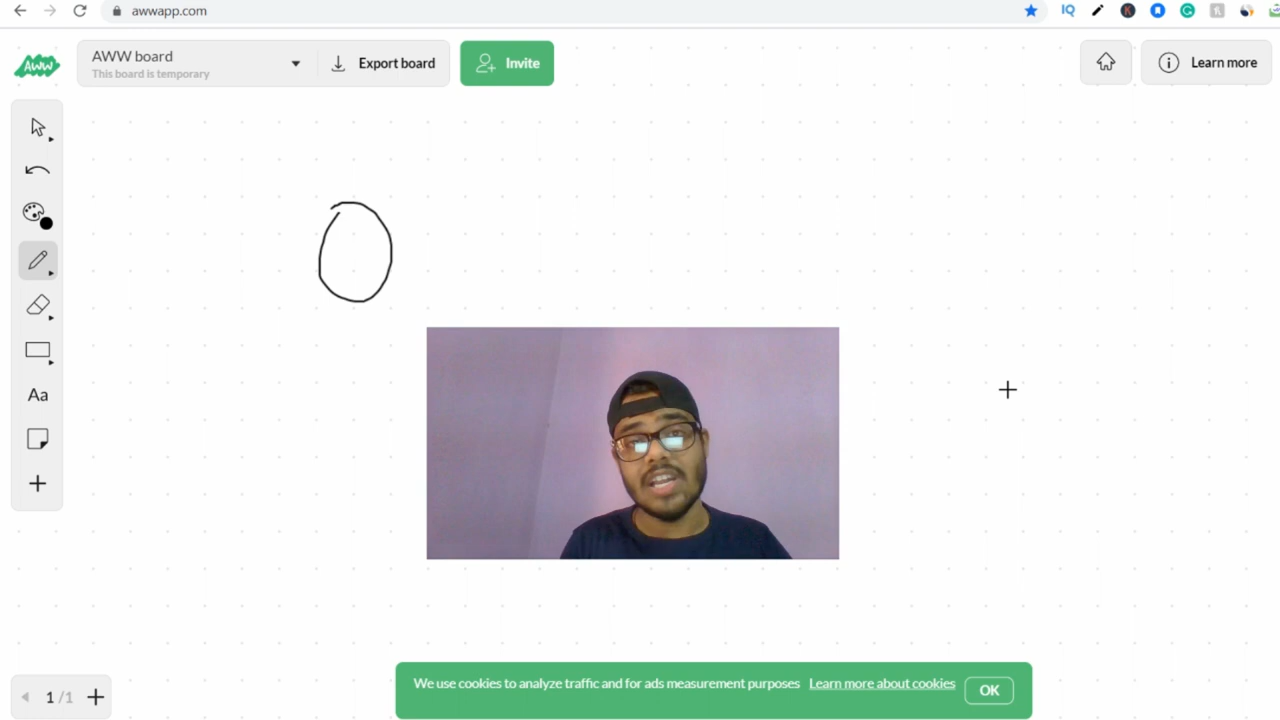 awwapp.com
IQ
K
AWW
AWW board
This board is temporary
Export board
Invite
Learn more
Aa
1 /1
We use cookies to analyze traffic and for ads measurement purposes Learn more about cookies
OK